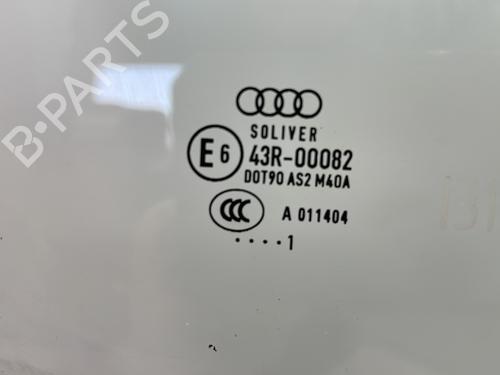 B-PARTS
SOLIVER
E6 43R-00082
DOT90 AS2 M40A
CCC A 011404
....1